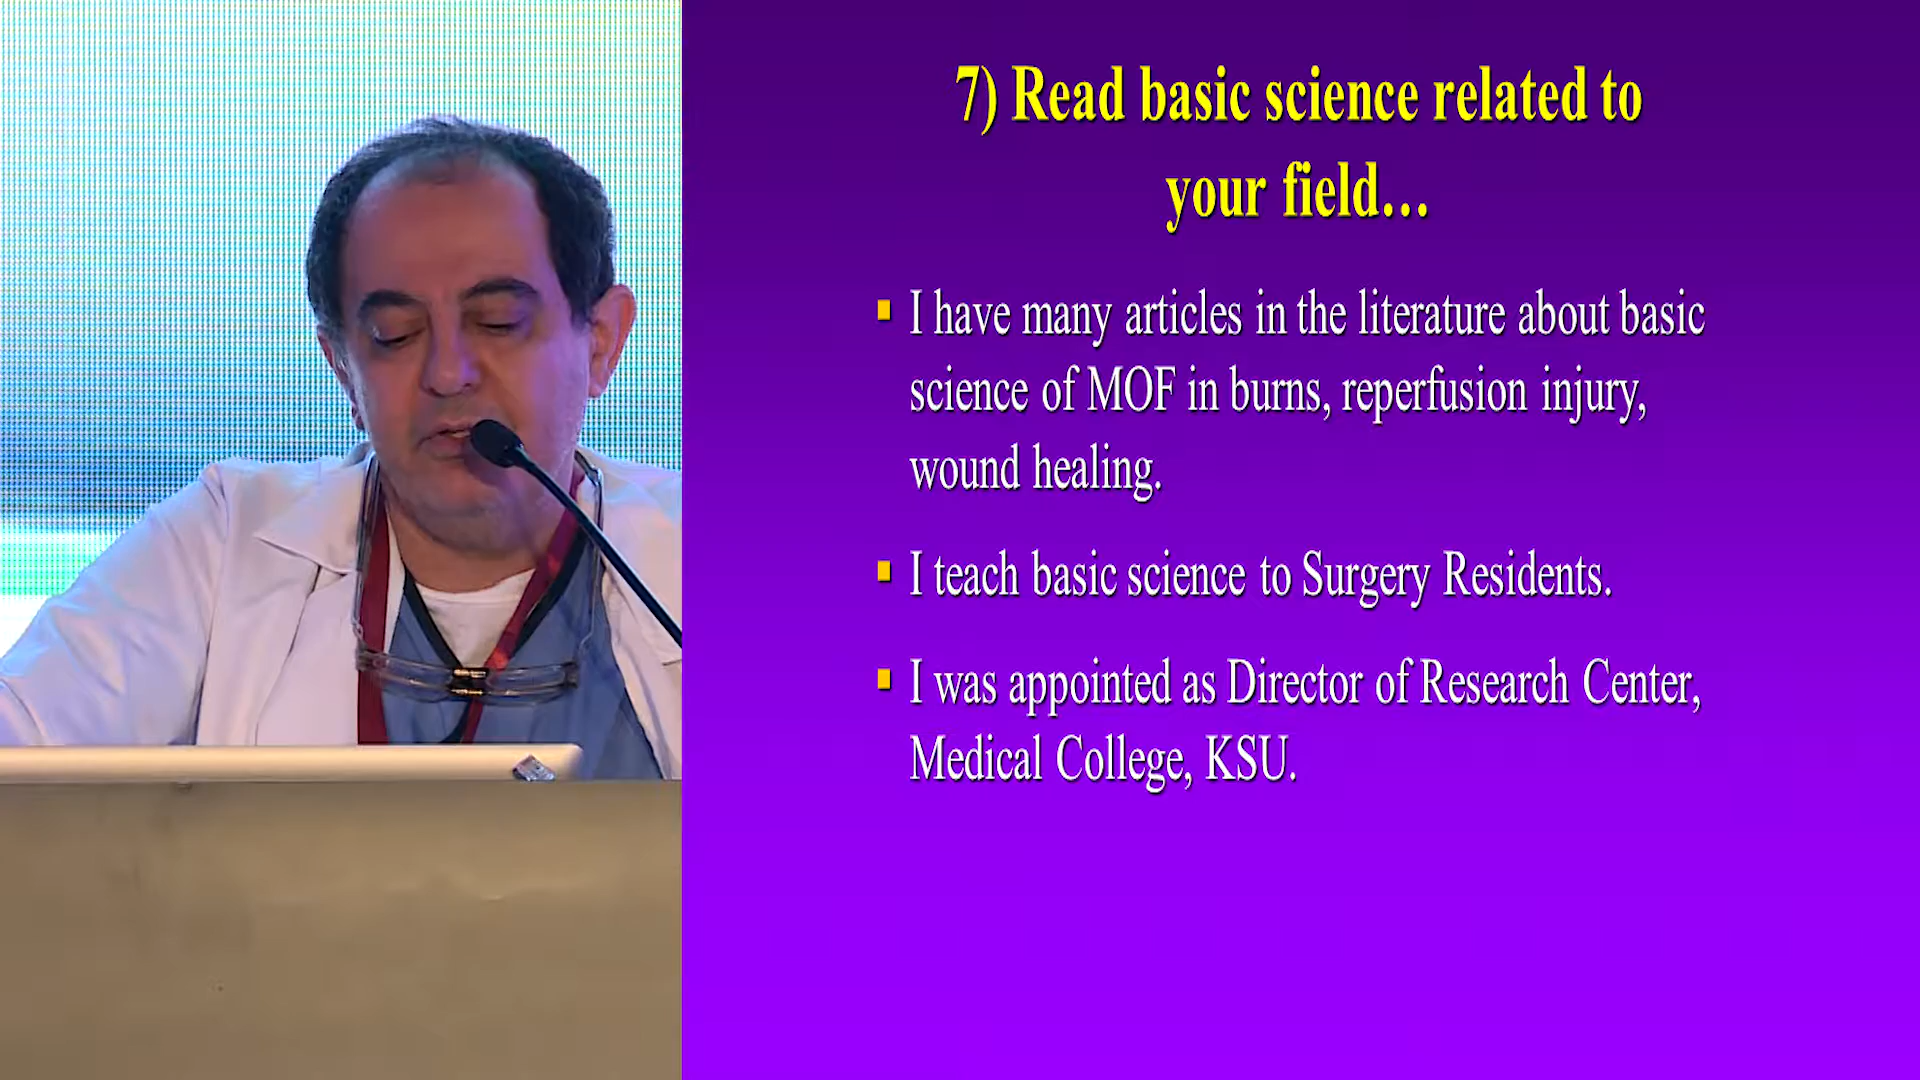 7) Read basic science related to
your field…
▪ I have many articles in the literature about basic
science of MOF in burns, reperfusion injury,
wound healing.
▪ I teach basic science to Surgery Residents.
▪ I was appointed as Director of Research Center,
Medical College, KSU.